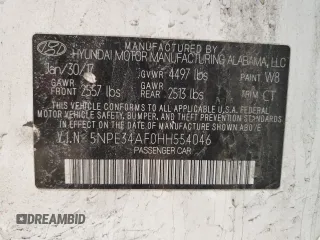 MANUFACTURED BY
HYUNDAI MOTOR MANUFACTURING ALABAMA, LLC
Jan/30/17 GVWR 4497 lbs PAINT W8
GAWR FRONT 2557 lbs GAWR REAR 2513 lbs TRIM CT
THIS VEHICLE CONFORMS TO ALL APPLICABLE U.S. FEDERAL
MOTOR VEHICLE SAFETY, BUMPER, AND THEFT PREVENTION STANDARDS
IN EFFECT ON THE DATE OF MANUFACTURE SHOWN ABOVE.
V.I.N: 5NPE34AF0HH554046
PASSENGER CAR
DREAMBID